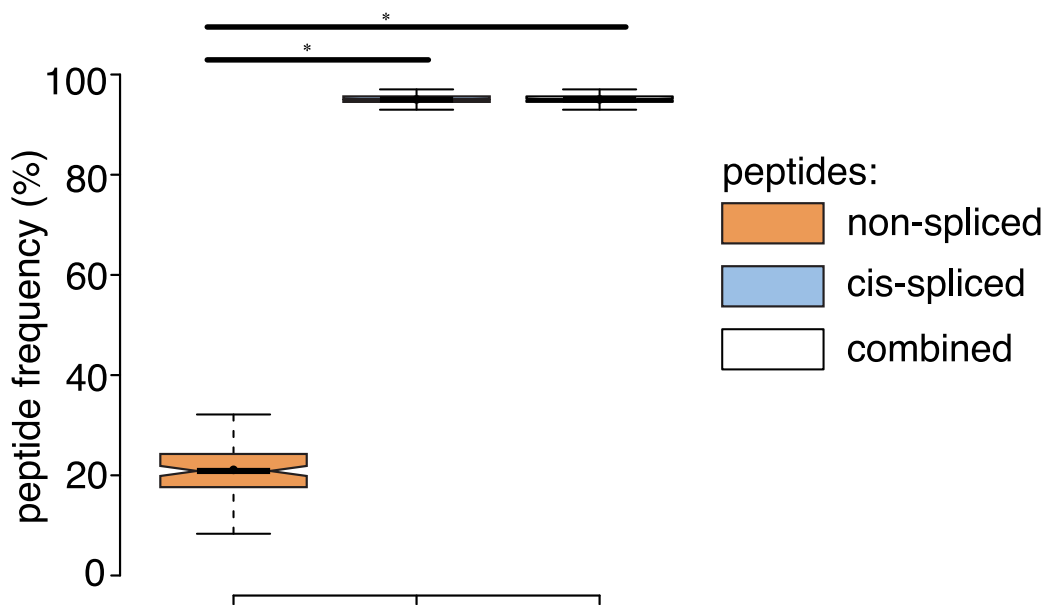 *
*
peptide frequency (%)
100
80
60
40
20
0
peptides:
non-spliced
cis-spliced
combined